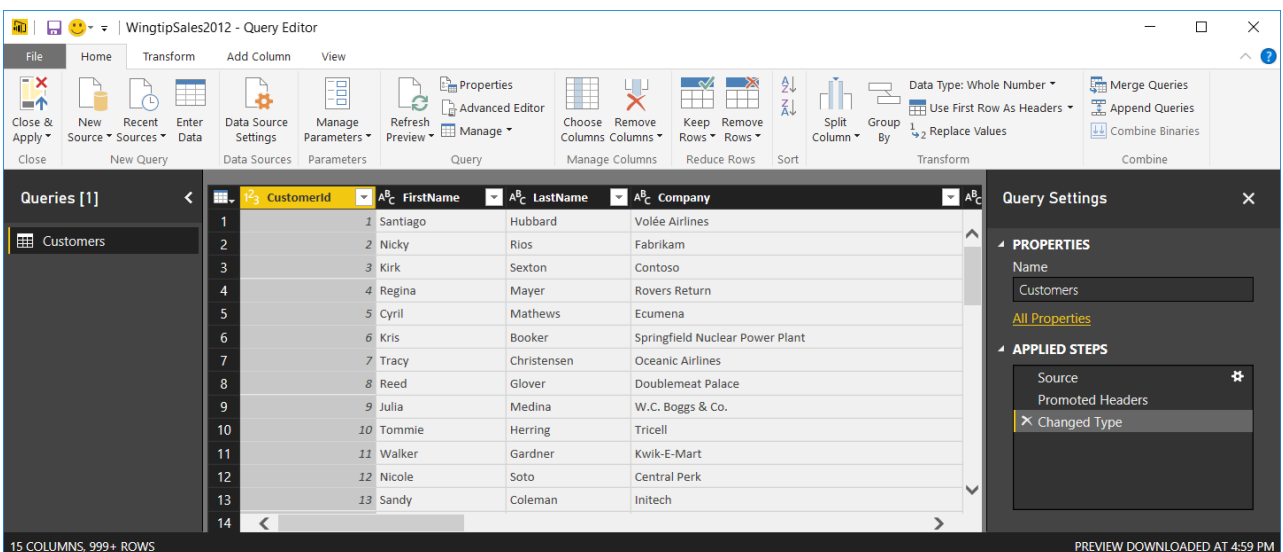 WingtipSales2012 - Query Editor
File Home Transform Add Column View
Close & Apply
New Source
Recent Sources
Enter Data
Data Source Settings
Manage Parameters
Refresh Preview
Properties
Advanced Editor
Manage
Choose Columns
Remove Columns
Keep Rows
Remove Rows
Split Column
Group By
Data Type: Whole Number
Use First Row As Headers
Replace Values
Merge Queries
Append Queries
Combine Binaries
Close New Query Data Sources Parameters Query Manage Columns Reduce Rows Sort Transform Combine
Queries [1]
Customers
CustomerId FirstName LastName Company
1 1 Santiago Hubbard Volée Airlines
2 2 Nicky Rios Fabrikam
3 3 Kirk Sexton Contoso
4 4 Regina Mayer Rovers Return
5 5 Cyril Mathews Ecumena
6 6 Kris Booker Springfield Nuclear Power Plant
7 7 Tracy Christensen Oceanic Airlines
8 8 Reed Glover Doublemeat Palace
9 9 Julia Medina W.C. Boggs & Co.
10 10 Tommie Herring Tricell
11 11 Walker Gardner Kwik-E-Mart
12 12 Nicole Soto Central Perk
13 13 Sandy Coleman Initech
14
Query Settings
PROPERTIES
Name
Customers
All Properties
APPLIED STEPS
Source
Promoted Headers
Changed Type
15 COLUMNS, 999+ ROWS
PREVIEW DOWNLOADED AT 4:59 PM